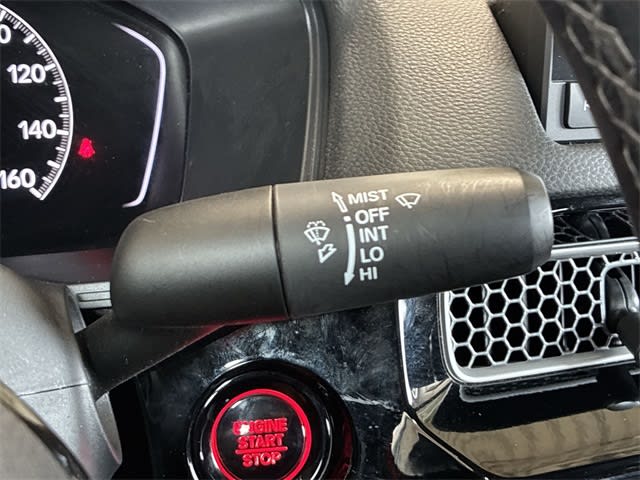 120
140
160
MIST
OFF
INT
LO
HI
ENGINE
START
STOP